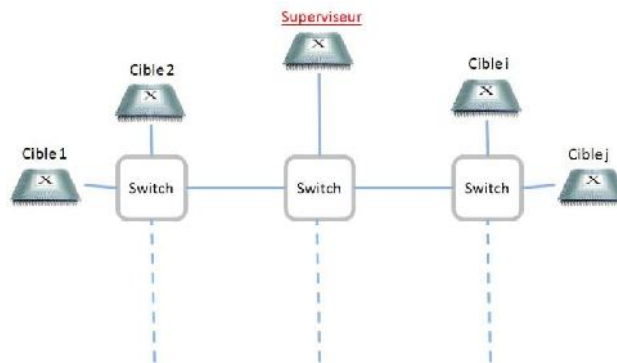 Superviseur
X
Cible 2
X
Cible i
X
Cible 1
X
Cible j
X
Switch
Switch
Switch